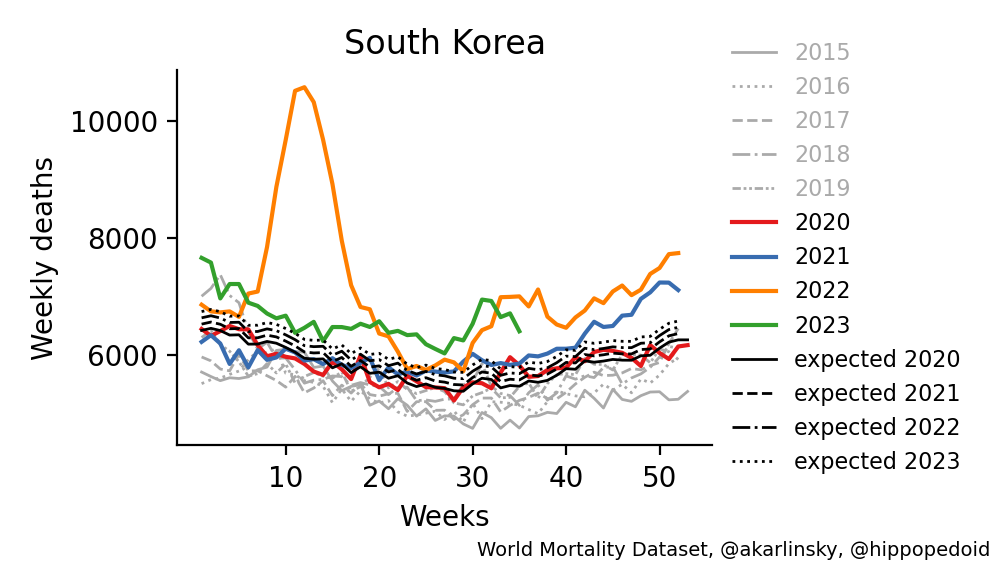 South Korea
Weekly deaths
10000
8000
6000
10 20 30 40 50
Weeks
2015
2016
2017
2018
2019
2020
2021
2022
2023
expected 2020
expected 2021
expected 2022
expected 2023
World Mortality Dataset, @akarlinsky, @hippopedoid